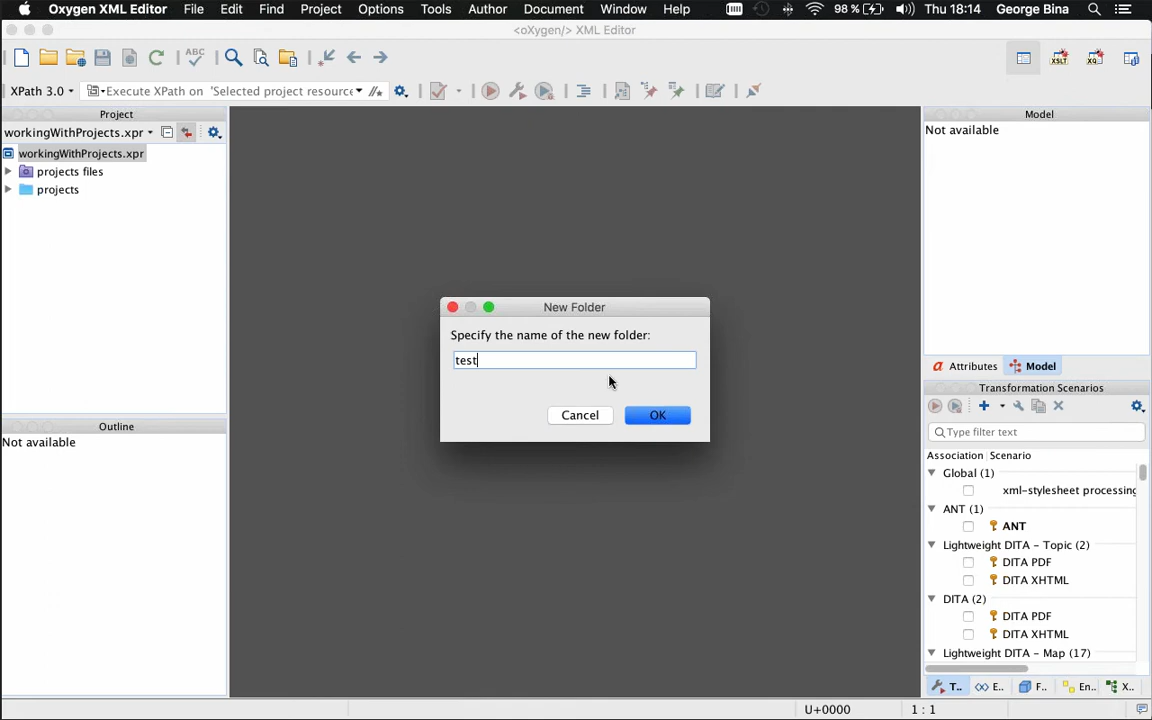 Oxygen XML Editor File Edit Find Project Options Tools Author Document Window Help 98 % Thu 18:14 George Bina
<oXygen/> XML Editor
ABC XSLT XQ
XPath 3.0 Execute XPath on 'Selected project resource
Project
workingWithProjects.xpr
workingWithProjects.xpr
projects files
projects
Outline
Not available
New Folder
Specify the name of the new folder:
test
Cancel OK
Model
Not available
a Attributes Model
Transformation Scenarios
Type filter text
Association Scenario
Global (1)
xml-stylesheet processing
ANT (1)
ANT
Lightweight DITA - Topic (2)
DITA PDF
DITA XHTML
DITA (2)
DITA PDF
DITA XHTML
Lightweight DITA - Map (17)
T.. E.. F.. En.. X..
U+0000 1 : 1